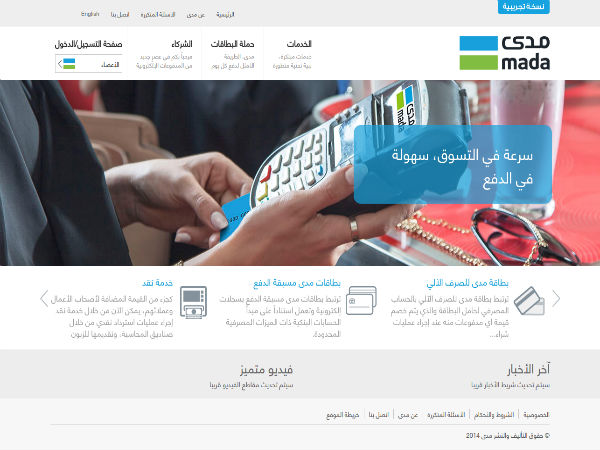 نسخة تجريبية
الرئيسية
عن مدى
الاسئلة المتكررة
اتصل بنا
English
مدى
mada
الخدمات
خدمات مبتكرة،
بنية تحتية متطورة
حملة البطاقات
مدى، الطريقة
الأمثل لدفع كل يوم
الشركاء
مرحباً بكم في عصر جديد
من المدفوعات الإلكترونية
صفحة التسجيل/الدخول
الأعضاء
مدى
mada
سرعة في التسوق، سهولة
في الدفع
بطاقة مدى للصرف الآلي
ترتبط بطاقة مدى للصرف الآلي بالحساب
المصرفي لحامل البطاقة والذي يتم خصم
قيمة أي مدفوعات منه عند إجراء عمليات
شراء...
بطاقات مدى مسبقة الدفع
ترتبط بطاقات مدى مسبقة الدفع بسجلات
الكترونية وتعمل استناداً على مبدأ
الحسابات البنكية ذات الميزات المصرفية
المحدودة.
خدمة نقد
كجزء من القيمة المضافة لأصحاب الأعمال
وعملائهم، يمكن الآن من خلال خدمة نقد
إجراء عمليات استرداد نقدي من خلال
صناديق المحاسبة، وتقديمها للزبون
آخر الأخبار
سيتم تحديث شريط الأخبار قريبا
فيديو متميز
سيتم تحديث مقاطع الفيديو قريبا
الخصوصية | الشروط والأحكام | الاسئلة المتكررة | عن مدى | اتصل بنا | خريطة الموقع
© حقوق التأليف والنشر مدى 2014